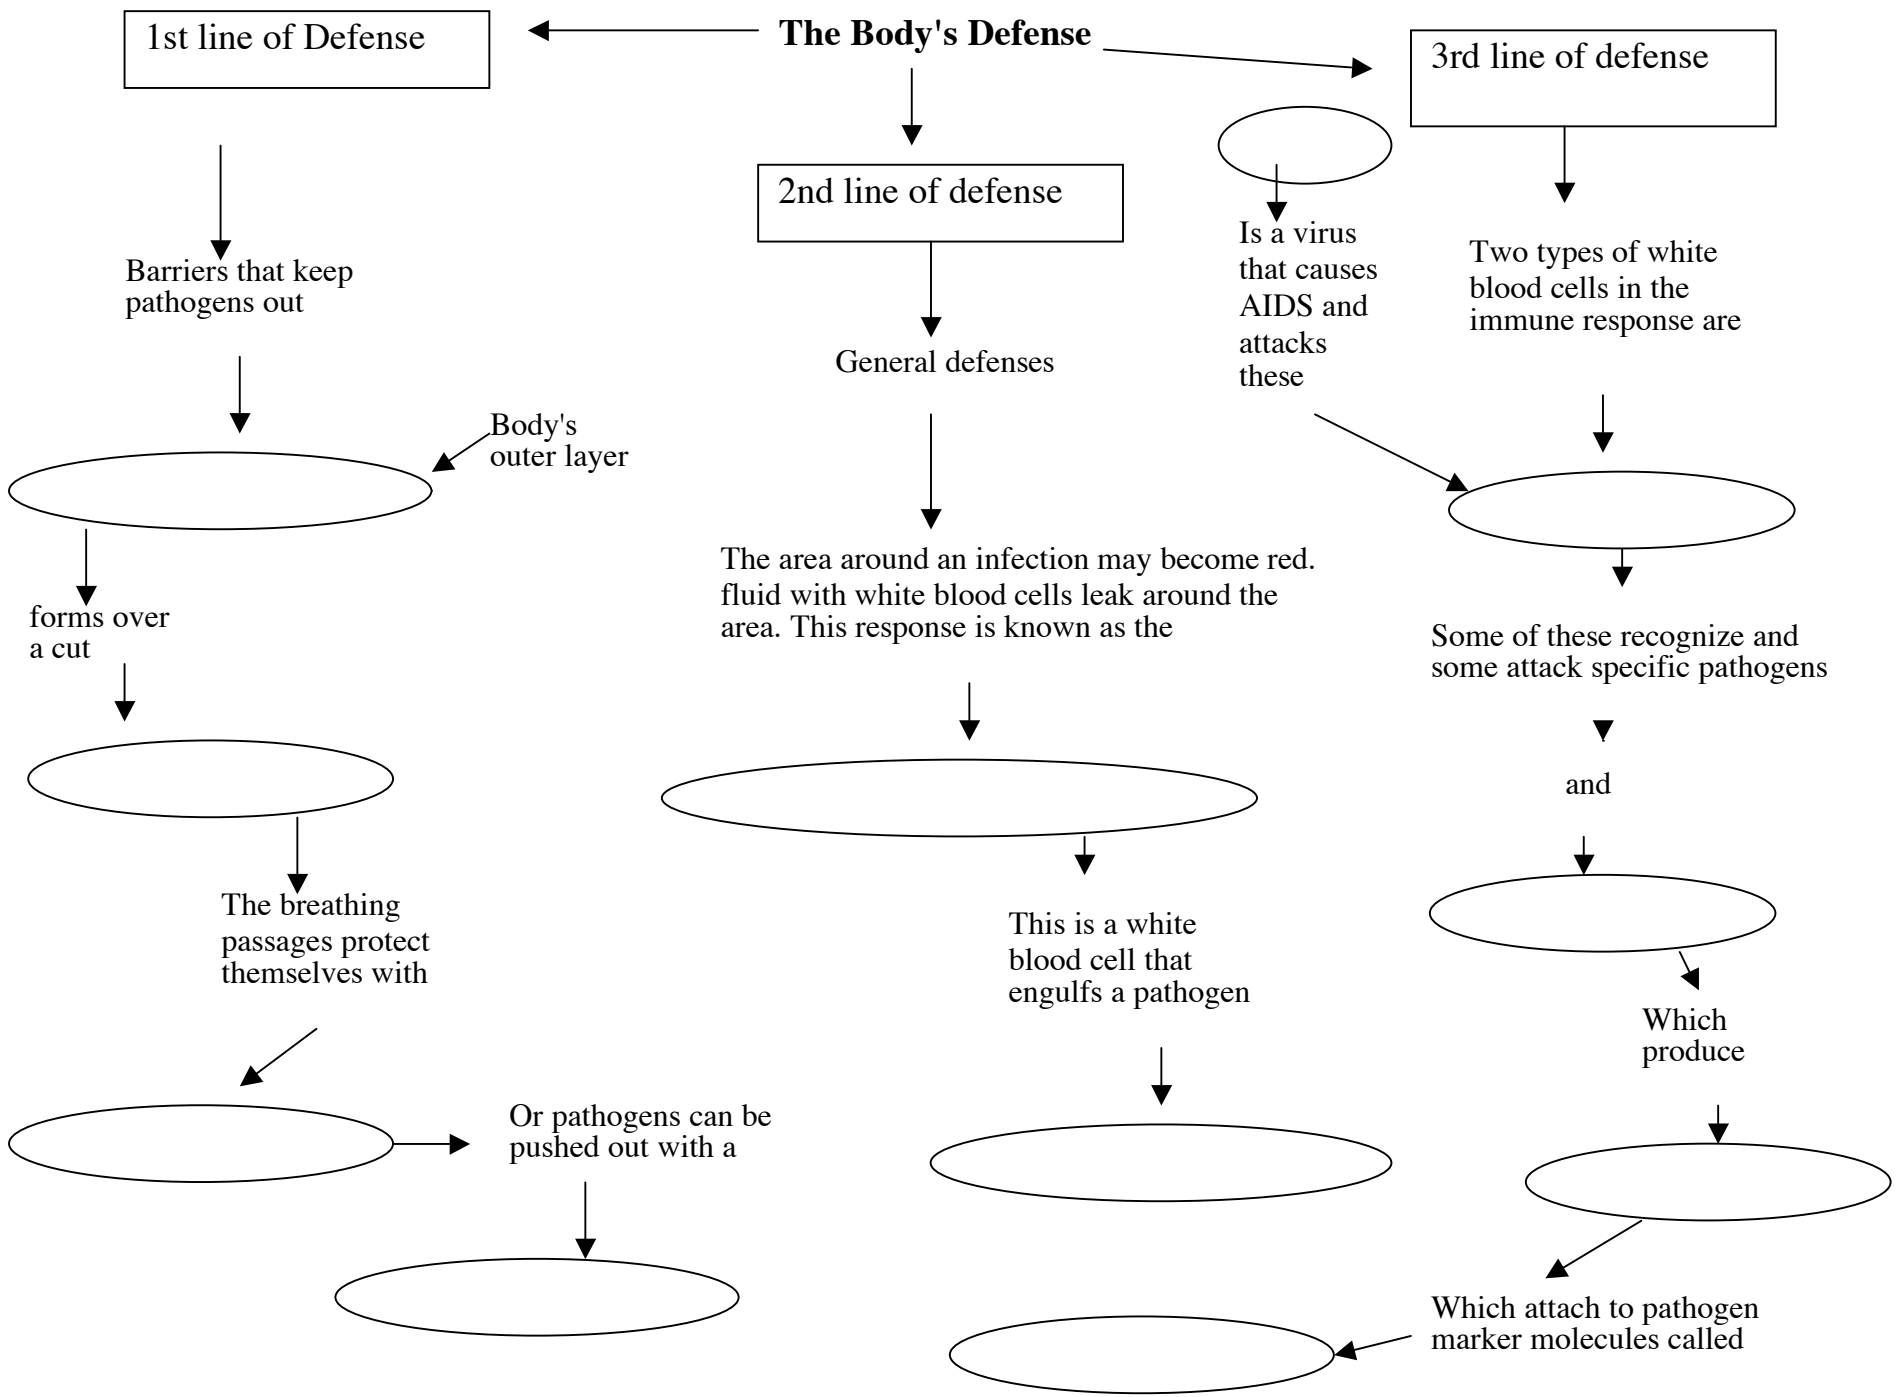 The Body's Defense
1st line of Defense
Barriers that keep
pathogens out
Body's
outer layer
forms over
a cut
The breathing
passages protect
themselves with
Or pathogens can be
pushed out with a
2nd line of defense
General defenses
The area around an infection may become red.
fluid with white blood cells leak around the
area. This response is known as the
This is a white
blood cell that
engulfs a pathogen
3rd line of defense
Is a virus
that causes
AIDS and
attacks
these
Two types of white
blood cells in the
immune response are
Some of these recognize and
some attack specific pathogens
and
Which
produce
Which attach to pathogen
marker molecules called